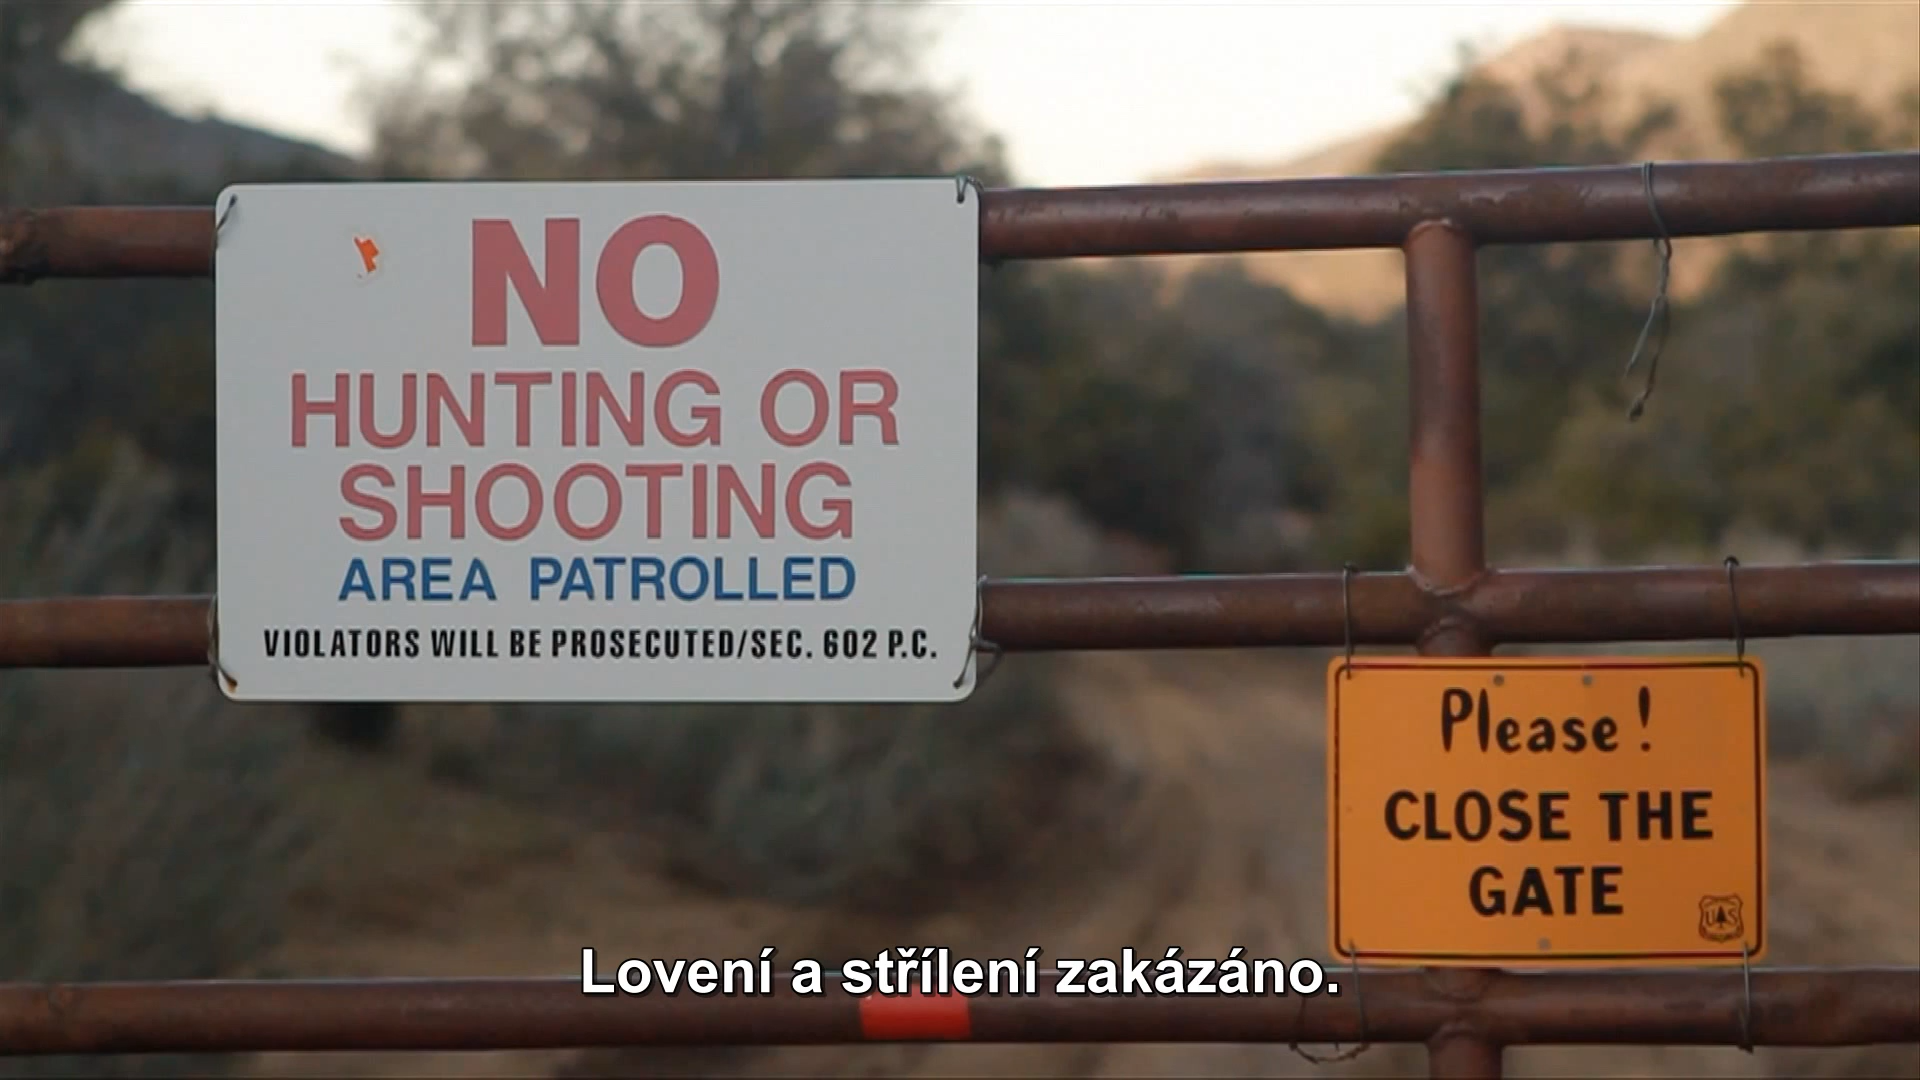 NO
HUNTING OR
SHOOTING
AREA PATROLLED
VIOLATORS WILL BE PROSECUTED/SEC. 602 P.C.
Please!
CLOSE THE
GATE
UAS
Lovení a střílení zakázáno.